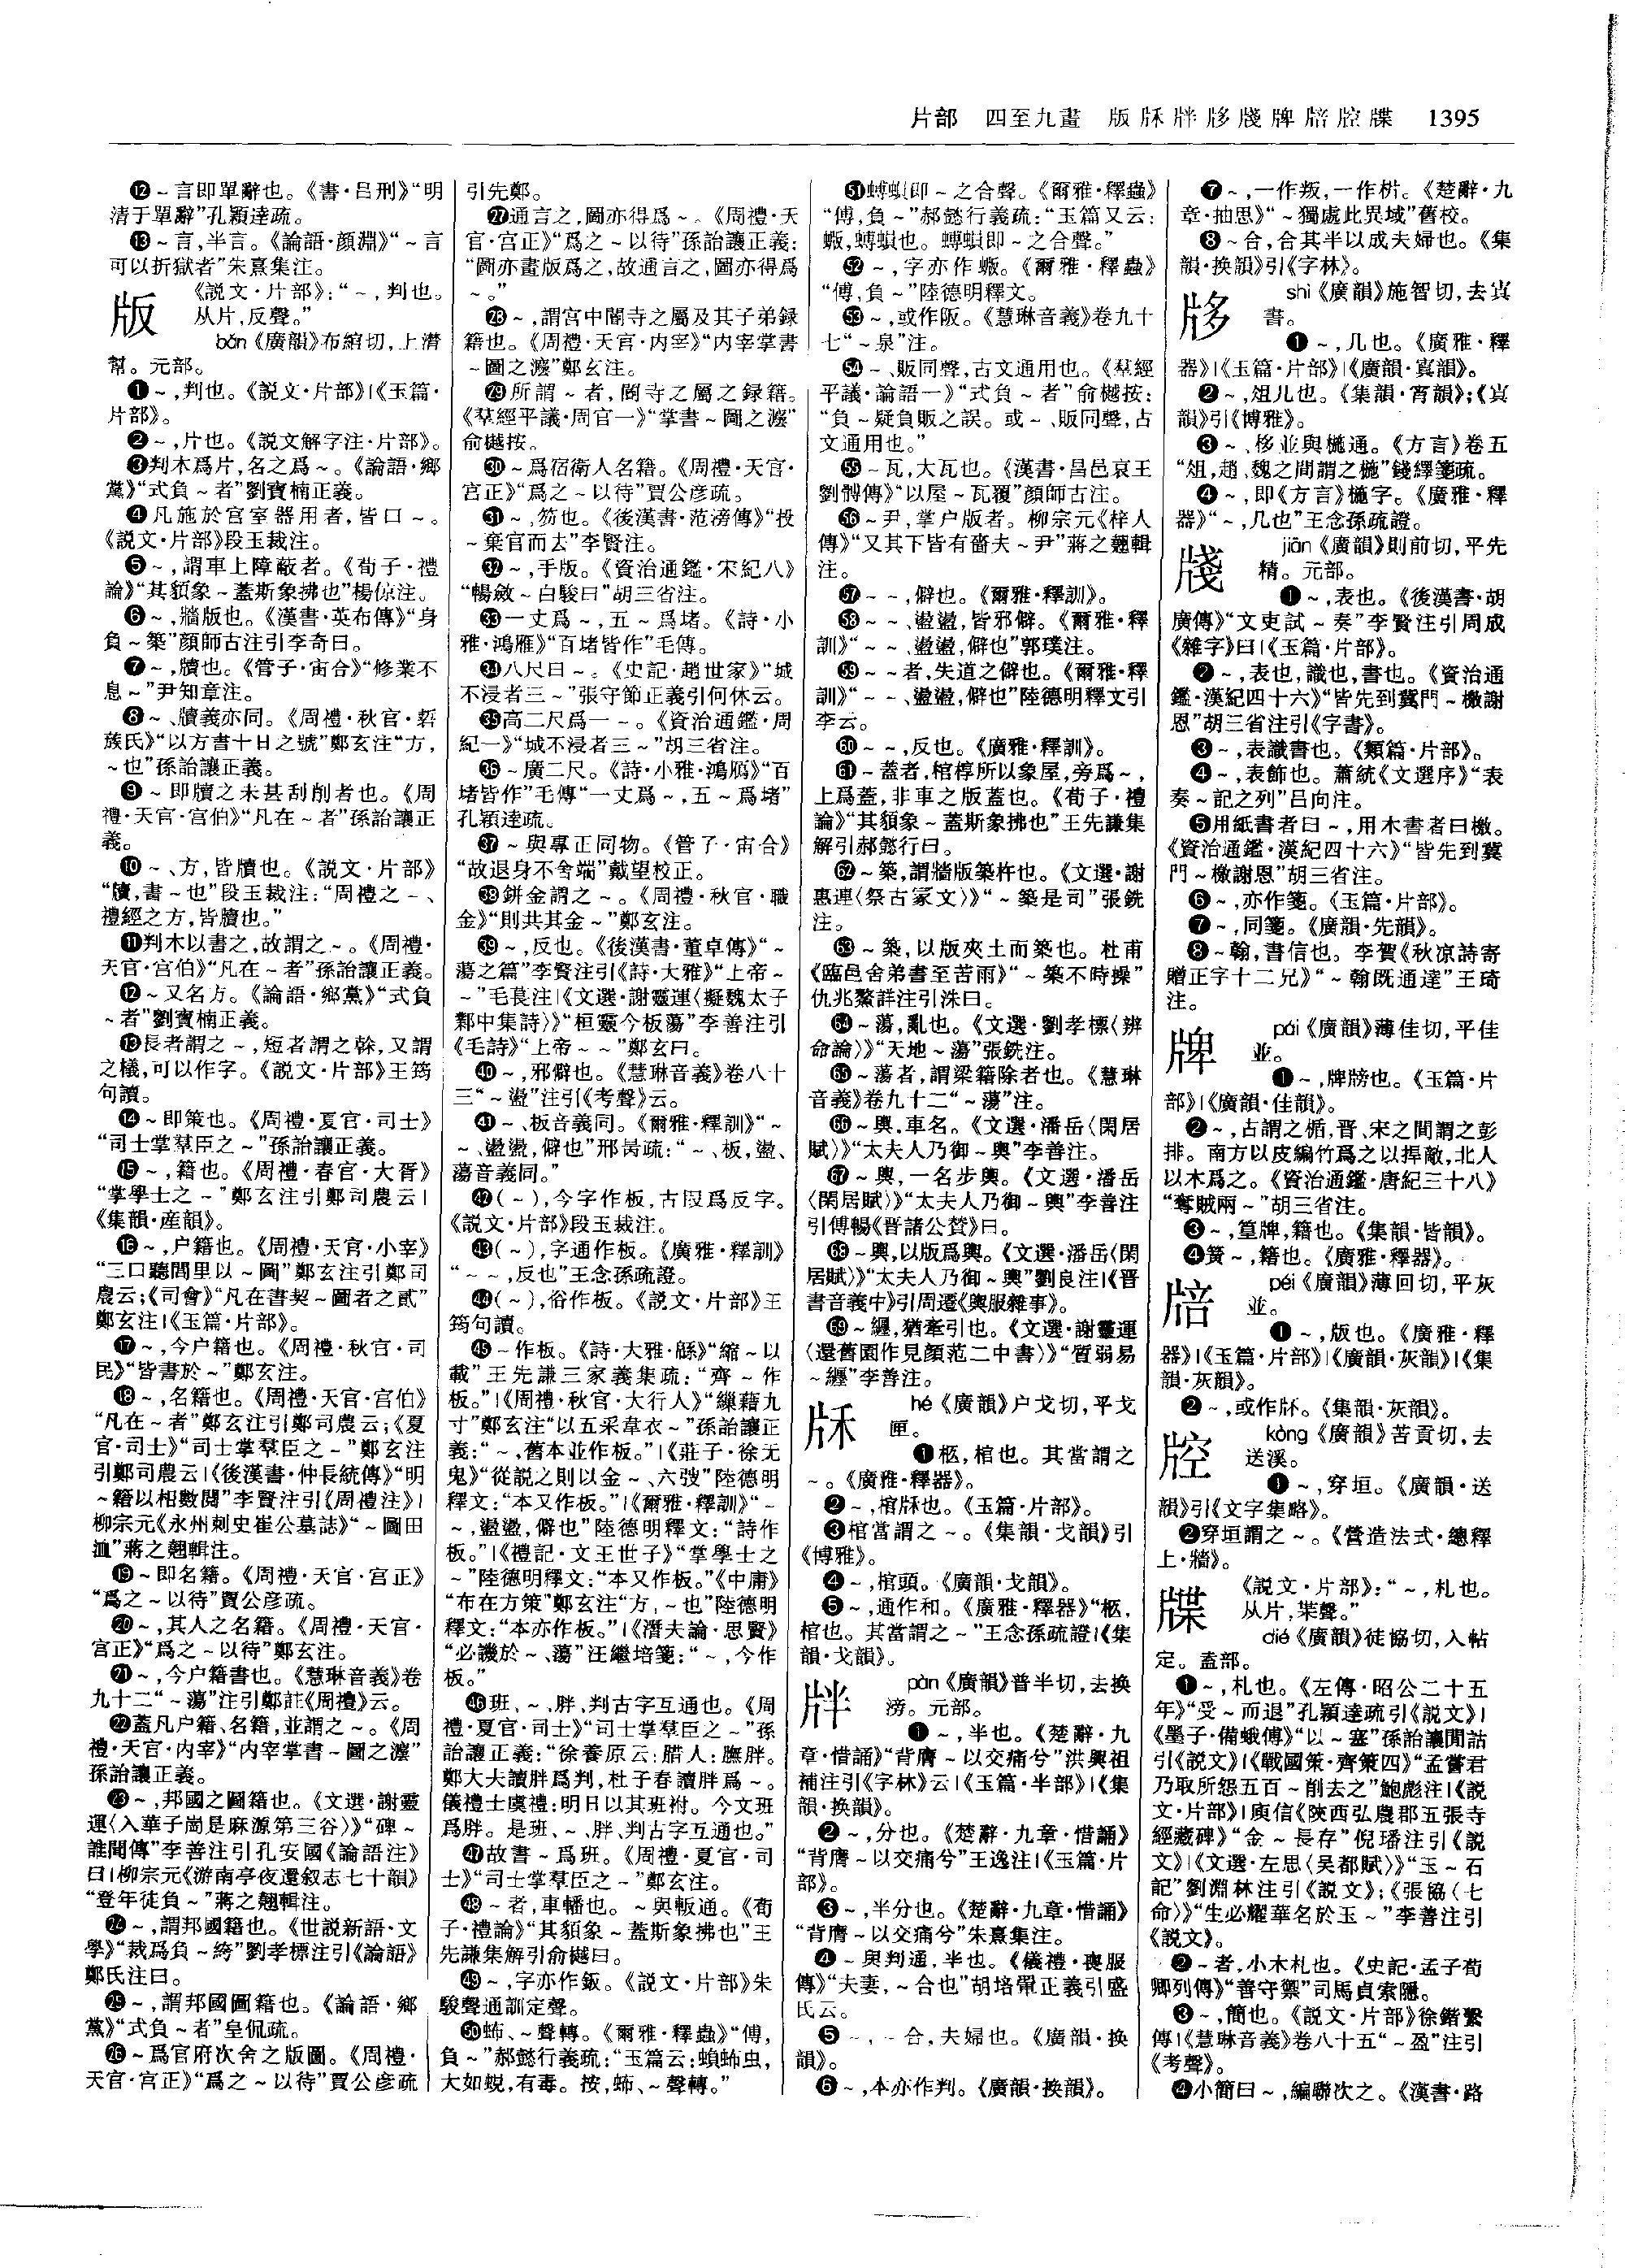 片部　四至九畫　版牀牉䏑牋牌䏽腔牒　1395
⓬～言即單辭也。《書·吕刑》“明
清于單辭”孔穎達疏。
⓭～言，半言。《論語·顔淵》“～言
可以折獄者”朱熹集注。
版
《説文·片部》：“～，判也。
从片，反聲。”
bǎn《廣韻》布綰切，上潸
幫。元部。
❶～，判也。《説文·片部》|《玉篇·
片部》。
❷～，片也。《説文解字注·片部》。
❸判木爲片，名之爲～。《論語·鄉
黨》“式負～者”劉寶楠正義。
❹凡施於宫室器用者，皆曰～。
《説文·片部》段玉裁注。
❺～，謂車上障蔽者。《荀子·禮
論》“其䫉象～蓋斯象拂也”楊倞注。
❻～，牆版也。《漢書·英布傳》“身
負～築”顔師古注引李奇曰。
❼～，牘也。《管子·宙合》“修業不
息～”尹知章注。
❽～、牘義亦同。《周禮·秋官·硩
蔟氏》“以方書十日之號”鄭玄注“方，
～也”孫詒讓正義。
❾～即牘之未甚刮削者也。《周
禮·天官·宫伯》“凡在～者”孫詒讓正
義。
❿～、方，皆牘也。《説文·片部》
“牘，書～也”段玉裁注：“周禮之～、
禮經之方，皆牘也。”
⓫判木以書之，故謂之～。《周禮·
天官·宫伯》“凡在～者”孫詒讓正義。
⓬～又名方。《論語·鄉黨》“式負
～者”劉寶楠正義。
⓭長者謂之～，短者謂之榦，又謂
之㰇，可以作字。《説文·片部》王筠
句讀。
⓮～即策也。《周禮·夏官·司士》
“司士掌羣臣之～”孫詒讓正義。
⓯～，籍也。《周禮·春官·大胥》
“掌學士之～”鄭玄注引鄭司農云|
《集韻·産韻》。
⓰～，户籍也。《周禮·天官·小宰》
“三曰聽閭里以～圖”鄭玄注引鄭司
農云；《司會》“凡在書契～圖者之貳”
鄭玄注|《玉篇·片部》。
⓱～，今户籍也。《周禮·秋官·司
民》“皆書於～”鄭玄注。
⓲～，名籍也。《周禮·天官·宫伯》
“凡在～者”鄭玄注引鄭司農云；《夏
官·司士》“司士掌羣臣之～”鄭玄注
引鄭司農云|《後漢書·仲長統傳》“明
～籍以相數閲”李賢注引《周禮注》|
柳宗元《永州刺史崔公墓誌》“～圖田
洫”蔣之翹輯注。
⓳～即名籍。《周禮·天官·宫正》
“爲之～以待”賈公彦疏。
⓴～，其人之名籍。《周禮·天官·
宫正》“爲之～以待”鄭玄注。
㉑～，今户籍書也。《慧琳音義》卷
九十二“～蕩”注引鄭註《周禮》云。
㉒蓋凡户籍、名籍，並謂之～。《周
禮·天官·内宰》“内宰掌書～圖之灋”
孫詒讓正義。
㉓～，邦國之圖籍也。《文選·謝靈
運〈入華子崗是麻源第三谷〉》“碑～
誰聞傳”李善注引孔安國《論語注》
曰|柳宗元《游南亭夜還叙志七十韻》
“登年徒負～”蔣之翹輯注。
㉔～，謂邦國籍也。《世説新語·文
學》“裁爲負～絝”劉孝標注引《論語》
鄭氏注曰。
㉕～，謂邦國圖籍也。《論語·鄉
黨》“式負～者”皇侃疏。
㉖～爲官府次舍之版圖。《周禮·
天官·宫正》“爲之～以待”賈公彦疏
引先鄭。
㉗通言之，圖亦得爲～。《周禮·天
官·宫正》“爲之～以待”孫詒讓正義：
“圖亦畫版爲之，故通言之，圖亦得爲
～。”
㉘～，謂宫中閽寺之屬及其子弟録
籍也。《周禮·天官·内宰》“内宰掌書
～圖之灋”鄭玄注。
㉙所謂～者，閽寺之屬之録籍。
《羣經平議·周官一》“掌書～圖之灋”
俞樾按。
㉚～爲宿衛人名籍。《周禮·天官·
宫正》“爲之～以待”賈公彦疏。
㉛～，笏也。《後漢書·范滂傳》“投
～棄官而去”李賢注。
㉜～，手版。《資治通鑑·宋紀八》
“暢斂～白駿曰”胡三省注。
㉝一丈爲～，五～爲堵。《詩·小
雅·鴻雁》“百堵皆作”毛傳。
㉞八尺曰～。《史記·趙世家》“城
不浸者三～”張守節正義引何休云。
㉟高二尺爲一～。《資治通鑑·周
紀一》“城不浸者三～”胡三省注。
㊱～廣二尺。《詩·小雅·鴻鴈》“百
堵皆作”毛傳“一丈爲～，五～爲堵”
孔穎達疏。
㊲～與專正同物。《管子·宙合》
“故退身不舍端”戴望校正。
㊳鉼金謂之～。《周禮·秋官·職
金》“則共其金～”鄭玄注。
㊴～，反也。《後漢書·董卓傳》“～
蕩之篇”李賢注引《詩·大雅》“上帝～
～”毛萇注|《文選·謝靈運〈擬魏太子
鄴中集詩〉》“桓靈今板蕩”李善注引
《毛詩》“上帝～～”鄭玄曰。
㊵～，邪僻也。《慧琳音義》卷八十
三“～盪”注引《考聲》云。
㊶～、板音義同。《爾雅·釋訓》“～
～、盪盪，僻也”邢昺疏：“～、板，盪、
蕩音義同。”
㊷（～），今字作板，古叚爲反字。
《説文·片部》段玉裁注。
㊸（～），字通作板。《廣雅·釋訓》
“～～，反也”王念孫疏證。
㊹（～），俗作板。《説文·片部》王
筠句讀。
㊺～作板。《詩·大雅·緜》“縮～以
載”王先謙三家義集疏：“齊～作
板。”|《周禮·秋官·大行人》“繅藉九
寸”鄭玄注“以五采韋衣～”孫詒讓正
義：“～，舊本並作板。”|《莊子·徐无
鬼》“從説之則以金～、六弢”陸德明
釋文：“本又作板。”|《爾雅·釋訓》“～
～，盪盪，僻也”陸德明釋文：“詩作
板。”|《禮記·文王世子》“掌學士之
～”陸德明釋文：“本又作板。”《中庸》
“布在方策”鄭玄注“方，～也”陸德明
釋文：“本亦作板。”|《潛夫論·思賢》
“必譏於～、蕩”汪繼培箋：“～，今作
板。”
㊻班、～、胖、判古字互通也。《周
禮·夏官·司士》“司士掌羣臣之～”孫
詒讓正義：“徐養原云：腊人：膴胖。
鄭大夫讀胖爲判，杜子春讀胖爲～。
儀禮士虞禮：明日以其班祔。今文班
爲胖。是班、～、胖、判古字互通也。”
㊼故書～爲班。《周禮·夏官·司
士》“司士掌羣臣之～”鄭玄注。
㊽～者，車轓也。～與軬通。《荀
子·禮論》“其䫉象～蓋斯象拂也”王
先謙集解引俞樾曰。
㊾～，字亦作鈑。《説文·片部》朱
駿聲通訓定聲。
㊿蛂、～聲轉。《爾雅·釋蟲》“傅，
負～”郝懿行義疏：“玉篇云：蝜蛂虫，
大如蜆，有毒。按，蛂、～聲轉。”
51蝜即～之合聲。《爾雅·釋蟲》
“傅，負～”郝懿行義疏：“玉篇又云：
蝂，蝜也。即～之合聲。”
52～，字亦作蝂。《爾雅·釋蟲》
“傅，負～”陸德明釋文。
53～，或作阪。《慧琳音義》卷九十
七“～泉”注。
54～、販同聲，古文通用也。《羣經
平議·論語一》“式負～者”俞樾按：
“負～疑負販之誤。或～、販同聲，占
文通用也。”
55～瓦，大瓦也。《漢書·昌邑哀王
劉髆傳》“以屋～瓦覆”顔師古注。
56～尹，掌户版者。柳宗元《梓人
傳》“又其下皆有嗇夫～尹”蔣之翹輯
注。
57～～，僻也。《爾雅·釋訓》。
58～～、盪盪，皆邪僻。《爾雅·釋
訓》“～～、盪盪，僻也”郭璞注。
59～～者，失道之僻也。《爾雅·釋
訓》“～～、盪盪，僻也”陸德明釋文引
李云。
60～～，反也。《廣雅·釋訓》。
61～蓋者，棺椁所以象屋，旁爲～，
上爲蓋，非車之版蓋也。《荀子·禮
論》“其䫉象～蓋斯象拂也”王先謙集
解引郝懿行曰。
62～築，謂牆版築杵也。《文選·謝
惠連〈祭古冢文〉》“～築是司”張銑
注。
63～築，以版夾土而築也。杜甫
《臨邑舍弟書至苦雨》“～築不時操”
仇兆鰲詳注引洙曰。
64～蕩，亂也。《文選·劉孝標〈辨
命論〉》“天地～蕩”張銑注。
65～蕩者，謂梁籍除者也。《慧琳
音義》卷九十二“～蕩”注。
66～輿，車名。《文選·潘岳〈閑居
賦〉》“太夫人乃御～輿”李善注。
67～輿，一名步輿。《文選·潘岳
〈閑居賦〉》“太夫人乃御～輿”李善注
引傅暢《晉諸公贊》曰。
68～輿，以版爲輿。《文選·潘岳〈閑
居賦〉》“太夫人乃御～輿”劉良注|《晉
書音義中》引周遷《輿服雜事》。
69～纏，猶牽引也。《文選·謝靈運
〈還舊園作見顔范二中書〉》“質弱易
～纏”李善注。
hé《廣韻》户戈切，平戈
匣。
❶柩，棺也。其當謂之
～。《廣雅·釋器》。
❷～，棺䏑也。《玉篇·片部》。
❸棺當謂之～。《集韻·戈韻》引
《博雅》。
❹～，棺頭。《廣韻·戈韻》。
❺～，通作和。《廣雅·釋器》“柩，
棺也。其當謂之～”王念孫疏證|《集
韻·戈韻》。
牉
pàn《廣韻》普半切，去换
滂。元部。
❶～，半也。《楚辭·九
章·惜誦》“背膺～以交痛兮”洪興祖
補注引《字林》云|《玉篇·半部》|《集
韻·换韻》。
❷～，分也。《楚辭·九章·惜誦》
“背膺～以交痛兮”王逸注|《玉篇·片
部》。
❸～，半分也。《楚辭·九章·惜誦》
“背膺～以交痛兮”朱熹集注。
❹～與判通，半也。《儀禮·喪服
傳》“夫妻，～合也”胡培翬正義引盛
氏云。
❺～，～合，夫婦也。《廣韻·换
韻》。
❻～，本亦作判。《廣韻·换韻》。
❼～，一作叛，一作枿。《楚辭·九
章·抽思》“～獨處此異域”舊校。
❽～合，合其半以成夫婦也。《集
韻·换韻》引《字林》。
shì《廣韻》施智切，去寘
書。
❶～，几也。《廣雅·釋
器》|《玉篇·片部》|《廣韻·寘韻》。
❷～，俎几也。《集韻·宵韻》；《寘
韻》引《博雅》。
❸～、栘並與㮛通。《方言》卷五
“俎，趙、魏之間謂之㮛”錢繹箋疏。
❹～，即《方言》㮛字。《廣雅·釋
器》“～，几也”王念孫疏證。
牋
jiān《廣韻》則前切，平先
精。元部。
❶～，表也。《後漢書·胡
廣傳》“文吏試～奏”李賢注引周成
《雜字》曰|《玉篇·片部》。
❷～，表也，識也，書也。《資治通
鑑·漢紀四十六》“皆先到冀門～檄謝
恩”胡三省注引《字書》。
❸～，表識書也。《類篇·片部》。
❹～，表飾也。蕭統《文選序》“表
奏～記之列”吕向注。
❺用紙書者曰～，用木書者曰檄。
《資治通鑑·漢紀四十六》“皆先到冀
門～檄謝恩”胡三省注。
❻～，亦作箋。《玉篇·片部》。
❼～，同箋。《廣韻·先韻》。
❽～翰，書信也。李賀《秋凉詩寄
贈正字十二兄》“～翰既通達”王琦
注。
牌
pái《廣韻》薄佳切，平佳
並。
❶～，牌牓也。《玉篇·片
部》|《廣韻·佳韻》。
❷～，古謂之楯，晋、宋之間謂之彭
排。南方以皮編竹爲之以捍敵，北人
以木爲之。《資治通鑑·唐紀三十八》
“奪賊兩～”胡三省注。
❸～，篁牌，籍也。《集韻·皆韻》。
❹簧～，籍也。《廣雅·釋器》。
péi《廣韻》薄回切，平灰
並。
❶～，版也。《廣雅·釋
器》|《玉篇·片部》|《廣韻·灰韻》|《集
韻·灰韻》。
❷～，或作䏽。《集韻·灰韻》。
kòng《廣韻》苦貢切，去
送溪。
❶～，穿垣。《廣韻·送
韻》引《文字集略》。
❷穿垣謂之～。《營造法式·總釋
上·牆》。
牒
《説文·片部》：“～，札也。
从片，枼聲。”
dié《廣韻》徒協切，入帖
定。盍部。
❶～，札也。《左傳·昭公二十五
年》“受～而退”孔穎達疏引《説文》|
《墨子·備蛾傅》“以～塞”孫詒讓閒詁
引《説文》|《戰國策·齊策四》“孟嘗君
乃取所怨五百～削去之”鮑彪注|《説
文·片部》|庾信《陝西弘農郡五張寺
經藏碑》“金～長存”倪璠注引《説
文》|《文選·左思〈吴都賦〉》“玉～石
記”劉淵林注引《説文》；《張協〈七
命〉》“生必耀華名於玉～”李善注引
《説文》。
❷～者，小木札也。《史記·孟子荀
卿列傳》“善守禦”司馬貞索隱。
❸～，簡也。《説文·片部》徐鍇繫
傳|《慧琳音義》卷八十五“～盈”注引
《考聲》。
❹小簡曰～，編聯次之。《漢書·路